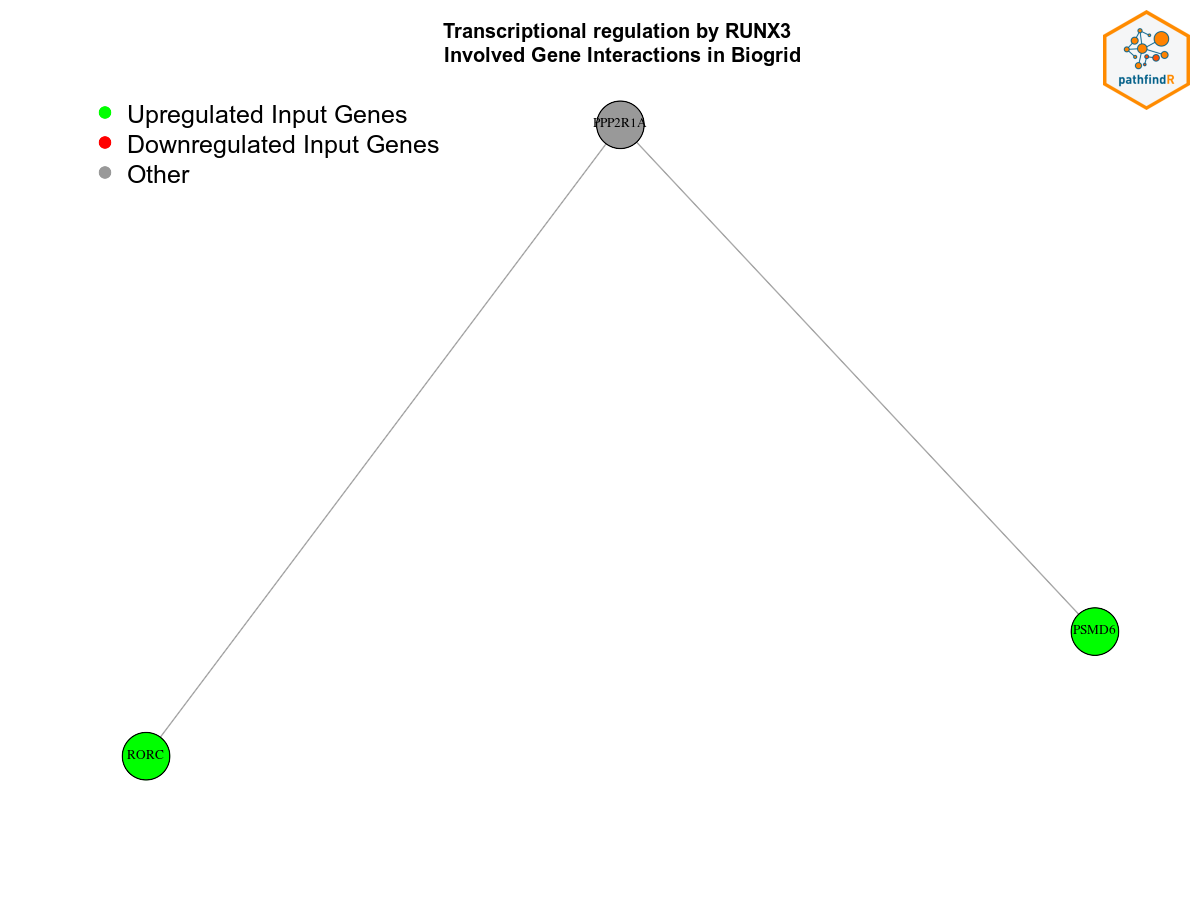 Transcriptional regulation by RUNX3
Involved Gene Interactions in Biogrid
pathfindR
Upregulated Input Genes
Downregulated Input Genes
Other
PPP2R1A
PSMD6
RORC